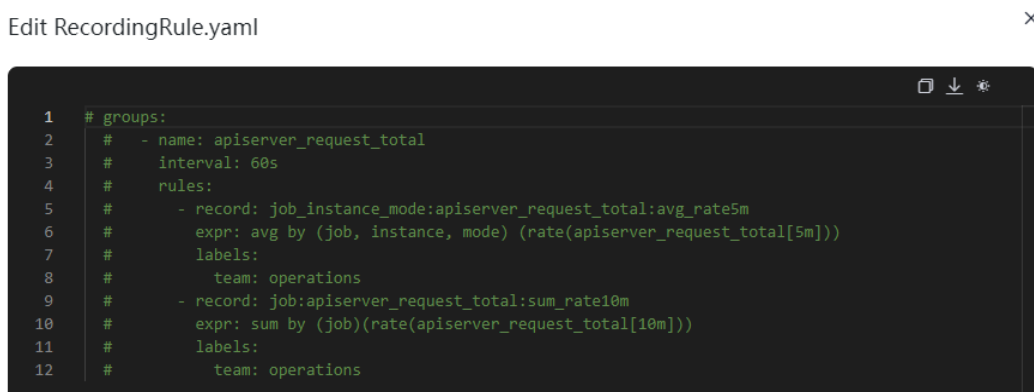 Edit RecordingRule.yaml
1 # groups:
2 #   - name: apiserver_request_total
3 #     interval: 60s
4 #     rules:
5 #       - record: job_instance_mode:apiserver_request_total:avg_rate5m
6 #         expr: avg by (job, instance, mode) (rate(apiserver_request_total[5m]))
7 #         labels:
8 #           team: operations
9 #       - record: job:apiserver_request_total:sum_rate10m
10 #         expr: sum by (job)(rate(apiserver_request_total[10m]))
11 #         labels:
12 #           team: operations